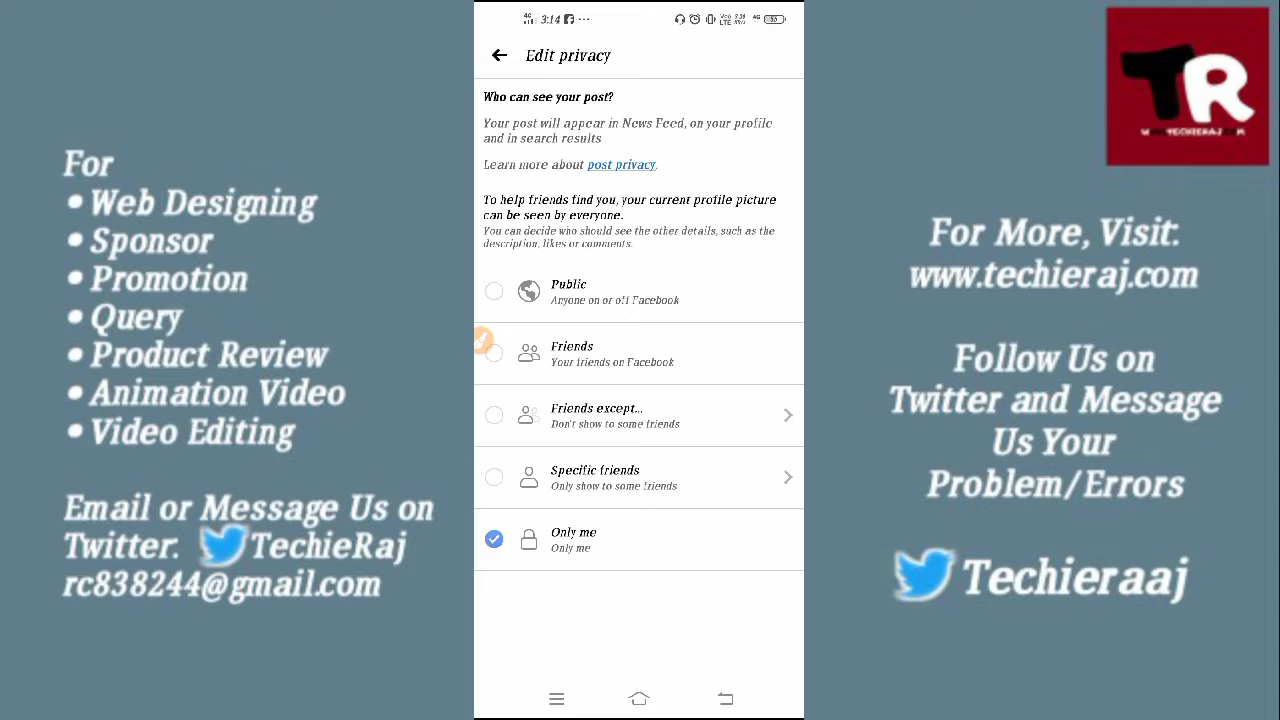 For
• Web Designing
• Sponsor
• Promotion
• Query
• Product Review
• Animation Video
• Video Editing
Email or Message Us on
Twitter. TechieRaj
rc838244@gmail.com
4G 3:14 ...
4G 55
Edit privacy
Who can see your post?
Your post will appear in News Feed, on your profile
and in search results
Learn more about post privacy.
To help friends find you, your current profile picture
can be seen by everyone.
You can decide who should see the other details, such as the
description, likes or comments.
Public
Anyone on or off Facebook
Friends
Your friends on Facebook
Friends except...
Don't show to some friends
Specific friends
Only show to some friends
Only me
Only me
TR
For More, Visit:
www.techieraj.com
Follow Us on
Twitter and Message
Us Your
Problem/Errors
Techieraaj